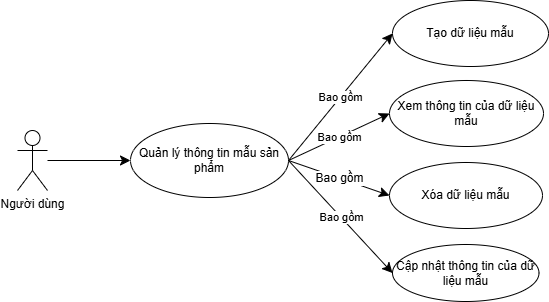 Tạo dữ liệu mẫu
Bao gồm
Xem thông tin của dữ liệu
mẫu
Bao gồm
Quản lý thông tin mẫu sản
phẩm
Bao gồm
Xóa dữ liệu mẫu
Người dùng
Bao gồm
Cập nhật thông tin của dữ
liệu mẫu